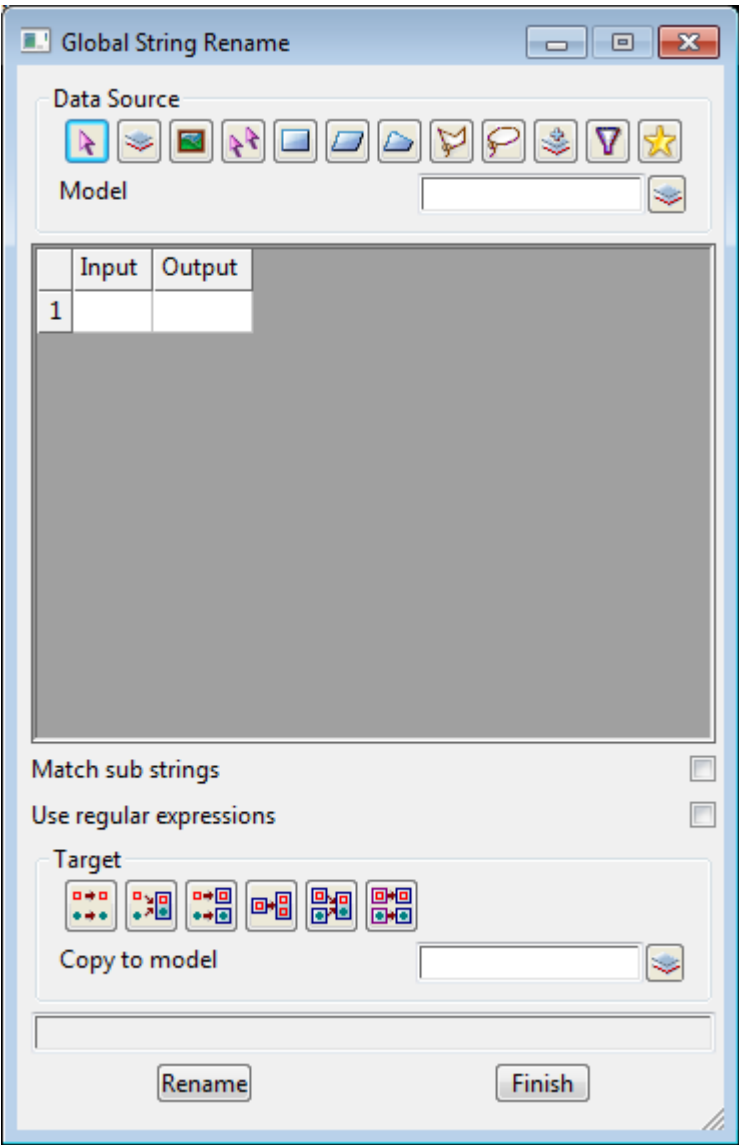 Global String Rename
Data Source
Model
Input Output
1
Match sub strings
Use regular expressions
Target
Copy to model
Rename Finish